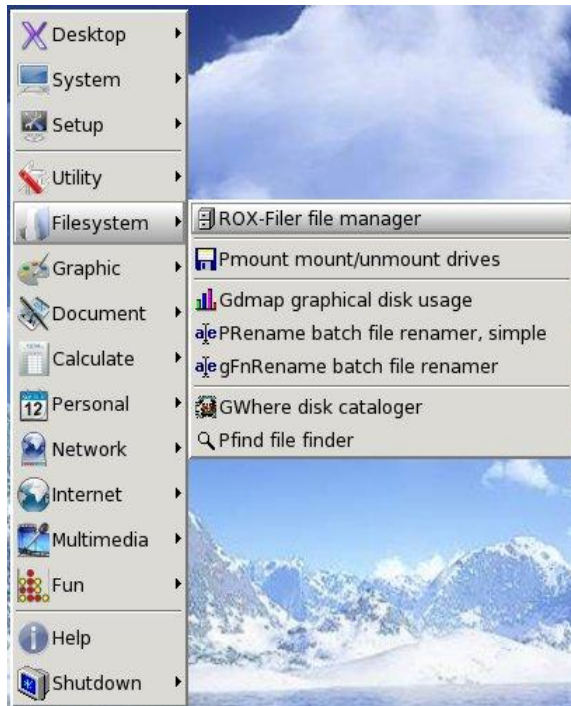 Desktop
System
Setup
Utility
Filesystem
Graphic
Document
Calculate
12 Personal
Network
Internet
Multimedia
Fun
Help
Shutdown
ROX-Filer file manager
Pmount mount/unmount drives
Gdmap graphical disk usage
PRename batch file renamer, simple
gFnRename batch file renamer
GWhere disk cataloger
Pfind file finder